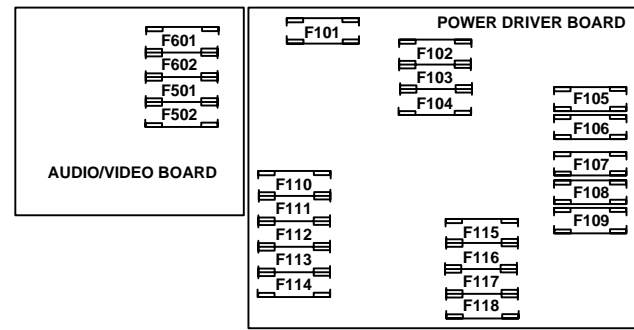 F601
F602
F501
F502
AUDIO/VIDEO BOARD
POWER DRIVER BOARD
F101
F102
F103
F104
F105
F106
F107
F108
F109
F110
F111
F112
F113
F114
F115
F116
F117
F118